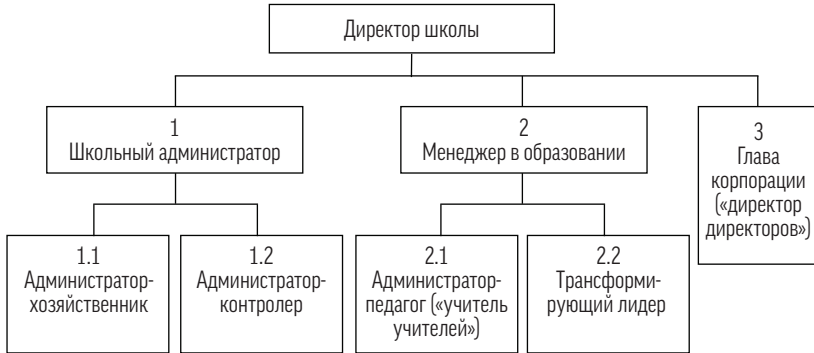 Директор школы
1
Школьный администратор
2
Менеджер в образовании
3
Глава
корпорации
(«директор
директоров»)
1.1
Администратор-
хозяйственник
1.2
Администратор-
контролер
2.1
Администратор-
педагог («учитель
учителей»)
2.2
Трансформи-
рующий лидер